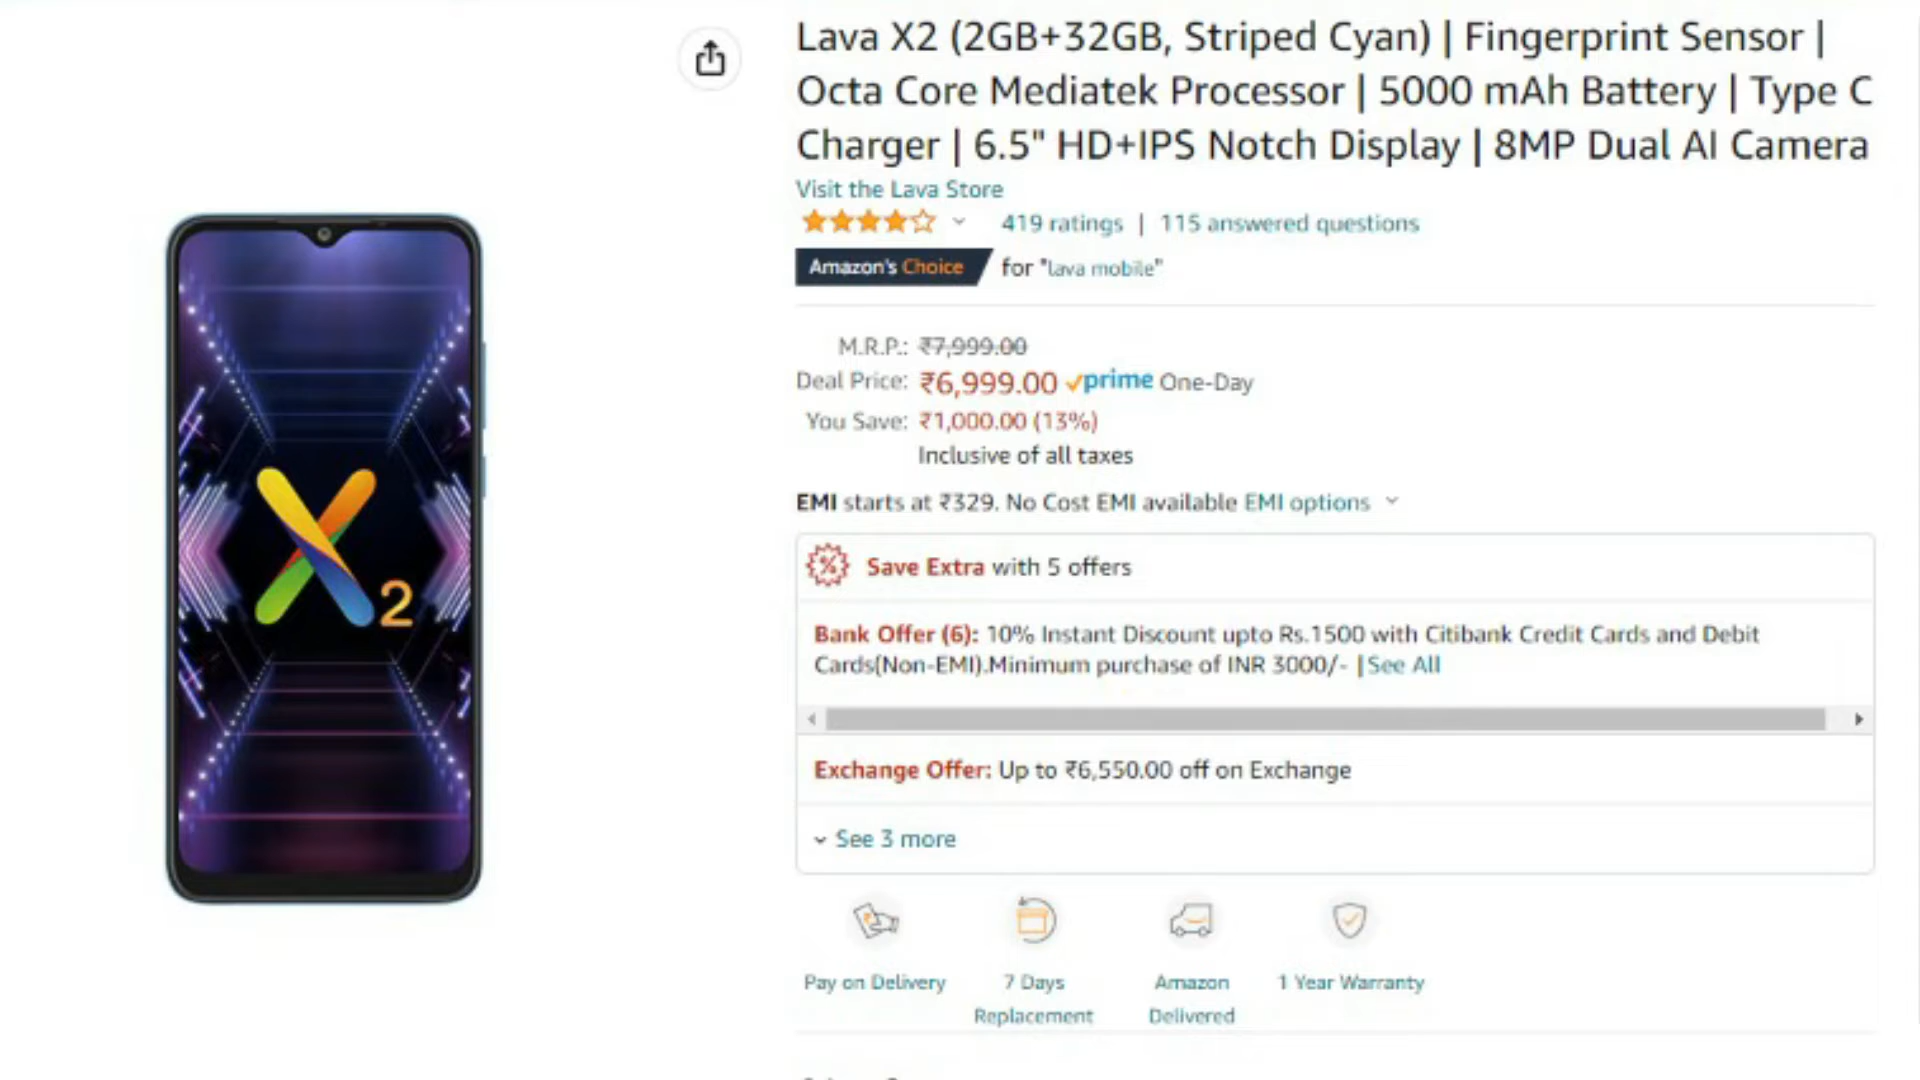 Lava X2 (2GB+32GB, Striped Cyan) | Fingerprint Sensor |
Octa Core Mediatek Processor | 5000 mAh Battery | Type C
Charger | 6.5" HD+IPS Notch Display | 8MP Dual AI Camera
Visit the Lava Store
419 ratings | 115 answered questions
Amazon's Choice for "lava mobile"
M.R.P.: ₹7,999.00
Deal Price: ₹6,999.00 prime One-Day
You Save: ₹1,000.00 (13%)
Inclusive of all taxes
EMI starts at ₹329. No Cost EMI available EMI options
Save Extra with 5 offers
Bank Offer (6): 10% Instant Discount upto Rs.1500 with Citibank Credit Cards and Debit
Cards(Non-EMI).Minimum purchase of INR 3000/- | See All
Exchange Offer: Up to ₹6,550.00 off on Exchange
See 3 more
Pay on Delivery
7 Days
Replacement
Amazon
Delivered
1 Year Warranty
X2